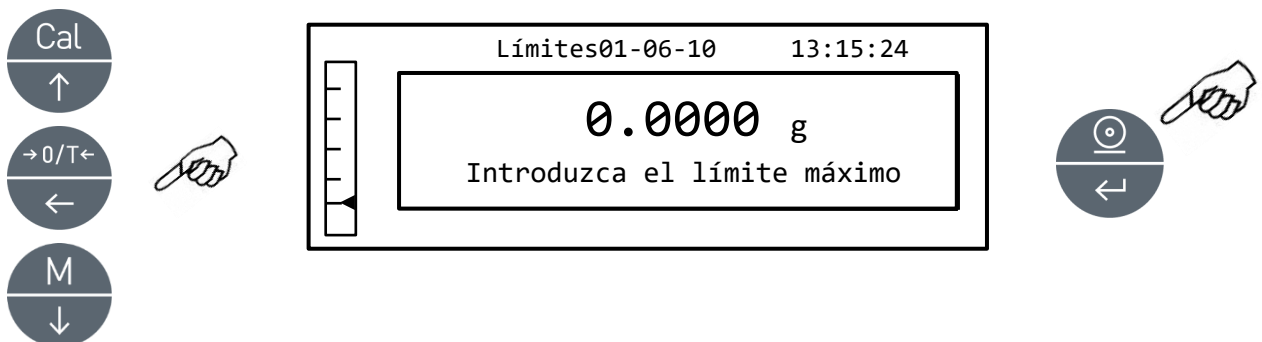 Cal
↑
→0/T←
←
M
↓
Límites01-06-10 13:15:24
0.0000 g
Introduzca el límite máximo